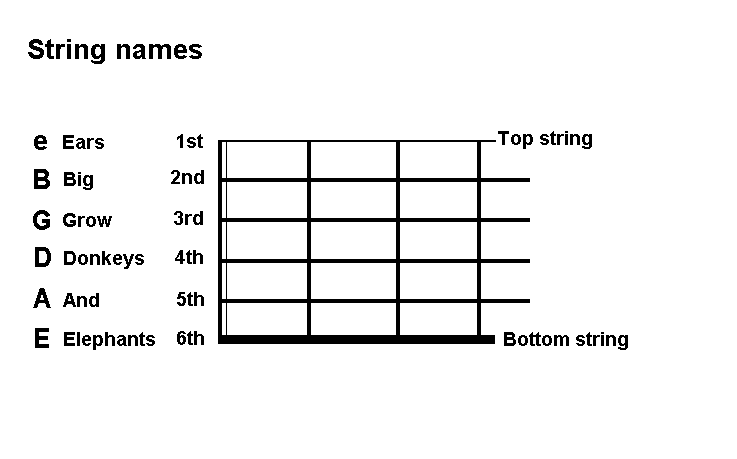 String names
e Ears 1st Top string
B Big 2nd
G Grow 3rd
D Donkeys 4th
A And 5th
E Elephants 6th Bottom string